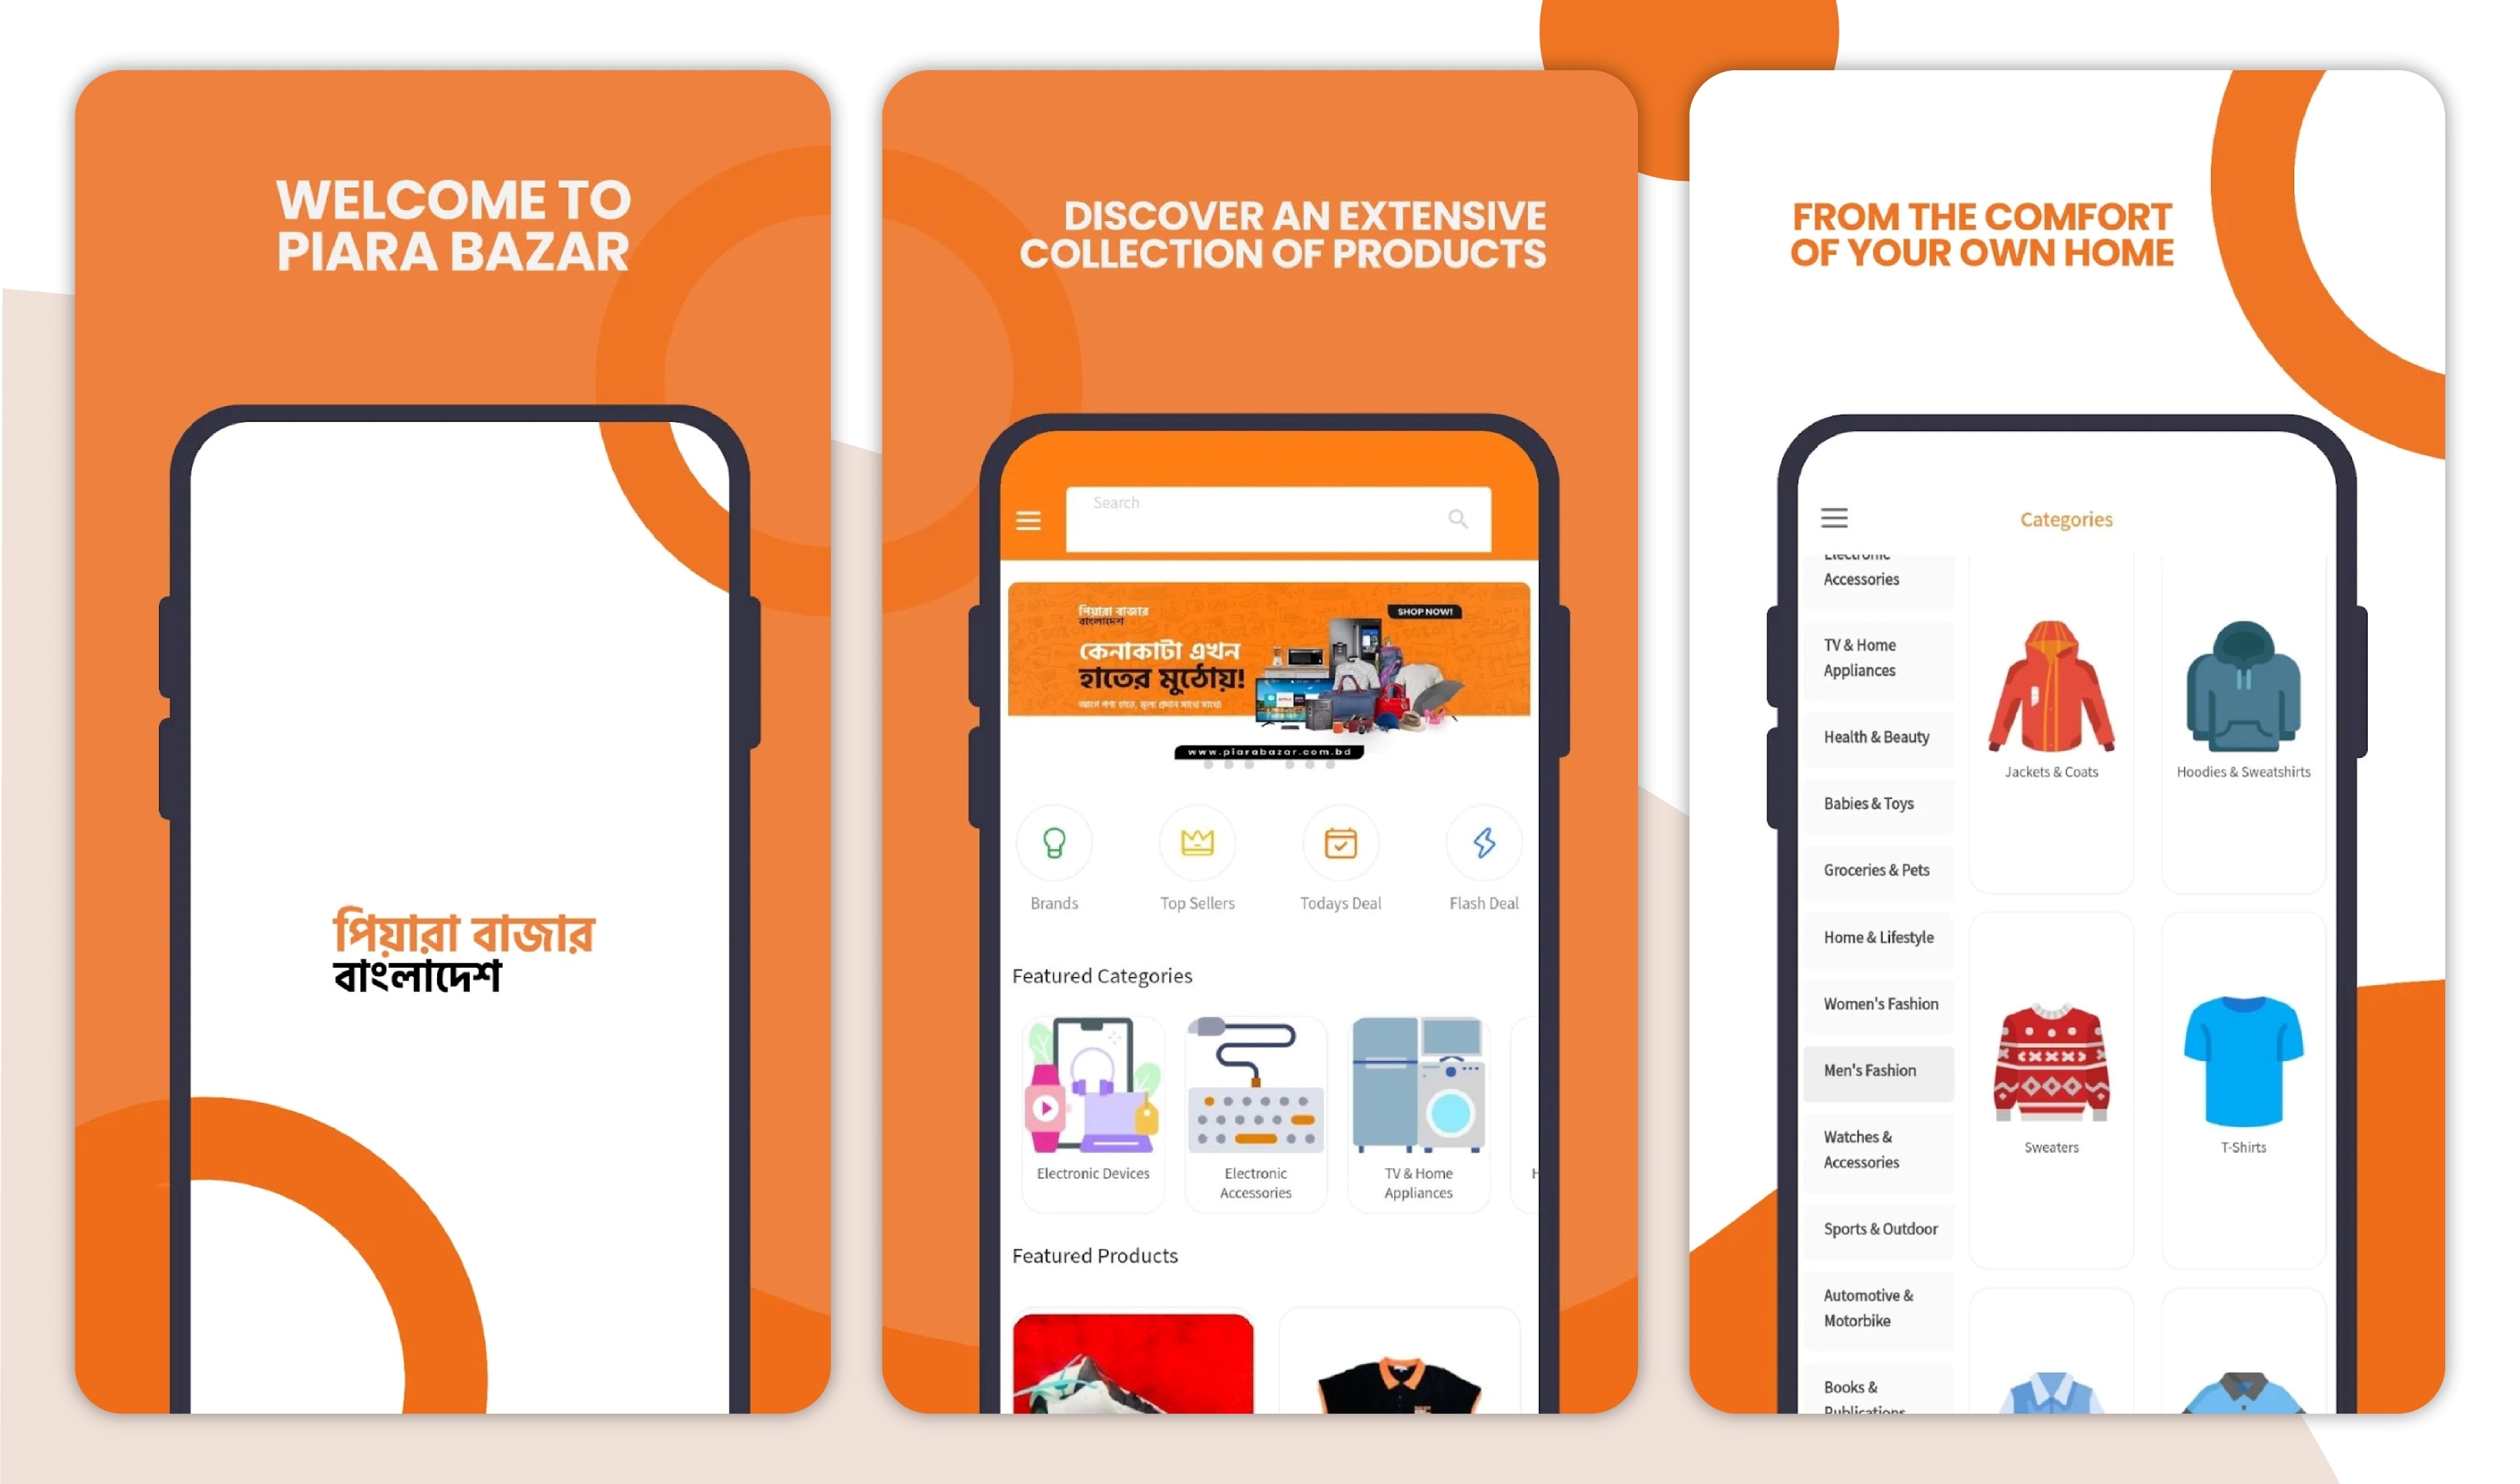 WELCOME TO
PIARA BAZAR
পিয়ারা বাজার
বাংলাদেশ
DISCOVER AN EXTENSIVE
COLLECTION OF PRODUCTS
Search
পিয়ারা বাজার
বাংলাদেশ
SHOP NOW!
কেনাকাটা এখন
হাতের মুঠোয়!
আগে পণ্য হাতে, মূল্য প্রদান সাথে সাথে!
www.piarabazar.com.bd
Brands
Top Sellers
Todays Deal
Flash Deal
Featured Categories
Electronic Devices
Electronic
Accessories
TV & Home
Appliances
H
Featured Products
FROM THE COMFORT
OF YOUR OWN HOME
Categories
Electronic
Accessories
TV & Home
Appliances
Health & Beauty
Babies & Toys
Groceries & Pets
Home & Lifestyle
Women's Fashion
Men's Fashion
Watches &
Accessories
Sports & Outdoor
Automotive &
Motorbike
Books &
Publications
Jackets & Coats
Hoodies & Sweatshirts
Sweaters
T-Shirts